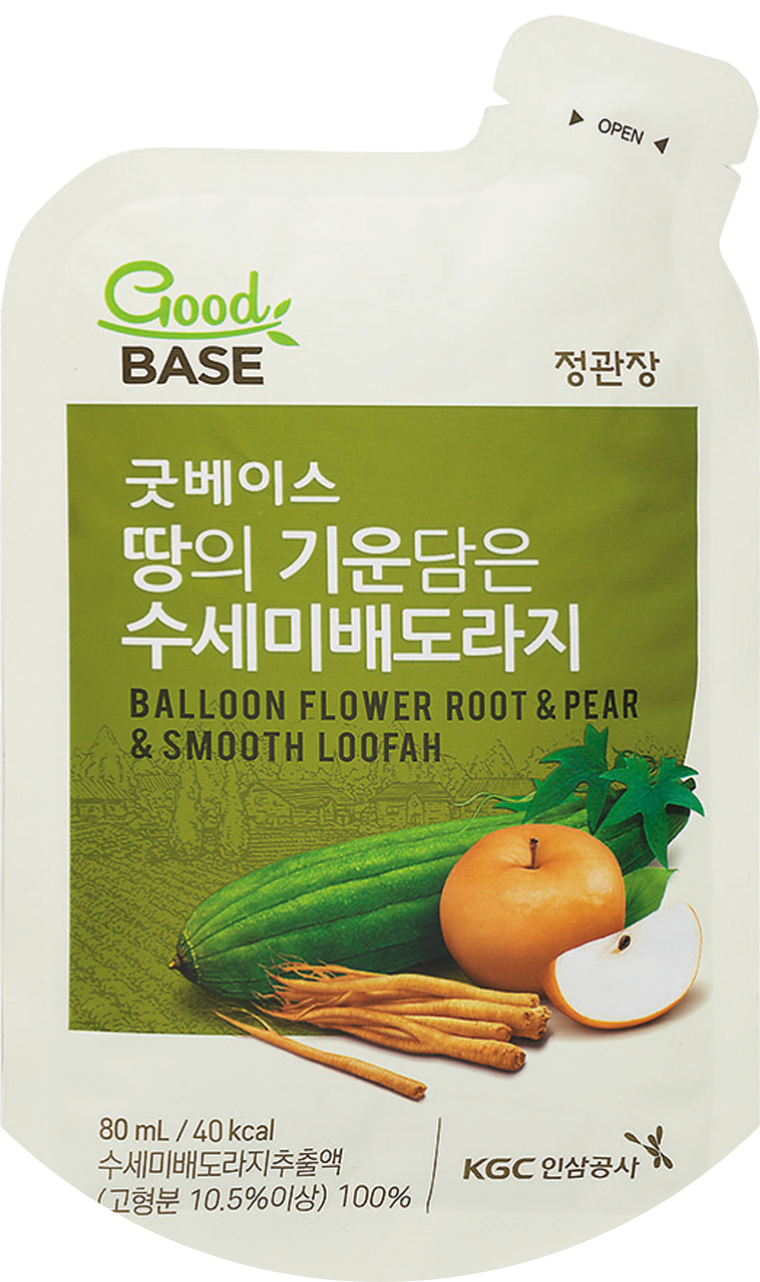 ▶ OPEN ◀
Good
BASE
정관장
굿베이스
땅의 기운담은
수세미배도라지
BALLOON FLOWER ROOT & PEAR
& SMOOTH LOOFAH
80 mL / 40 kcal
수세미배도라지추출액
(고형분 10.5%이상) 100%
KGC 인삼공사